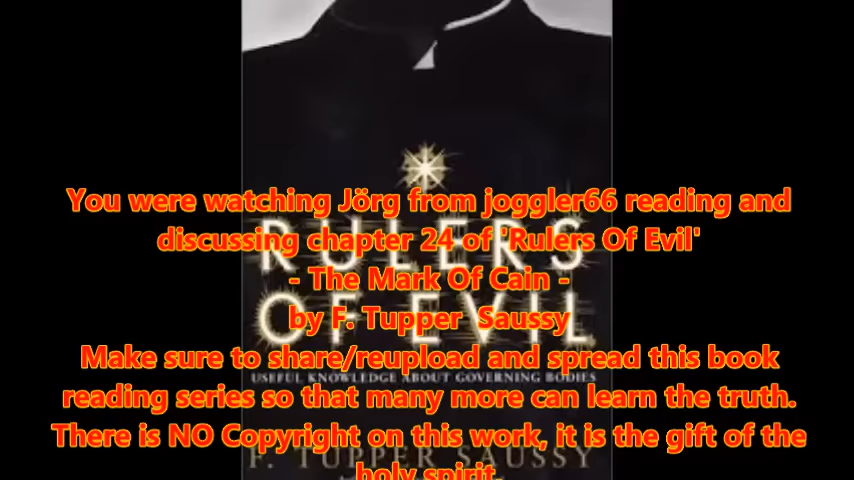 You were watching Jörg from joggler66 reading and
discussing chapter 24 of 'Rulers Of Evil'
RULERS
- The Mark Of Cain -
OF EVIL
by F. Tupper Saussy
Make sure to share/reupload and spread this book
USEFUL KNOWLEDGE ABOUT GOVERNING BODIES
reading series so that many more can learn the truth.
There is NO Copyright on this work, it is the gift of the
F. TUPPER SAUSSY
holy spirit.